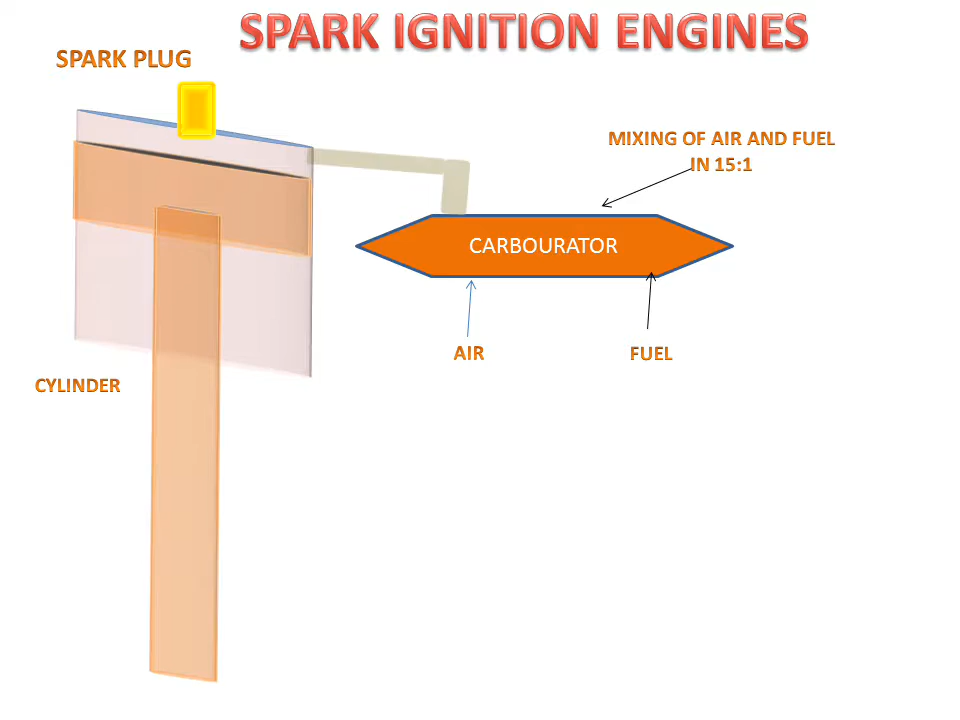 SPARK IGNITION ENGINES
SPARK PLUG
MIXING OF AIR AND FUEL
IN 15:1
CARBOURATOR
AIR
FUEL
CYLINDER